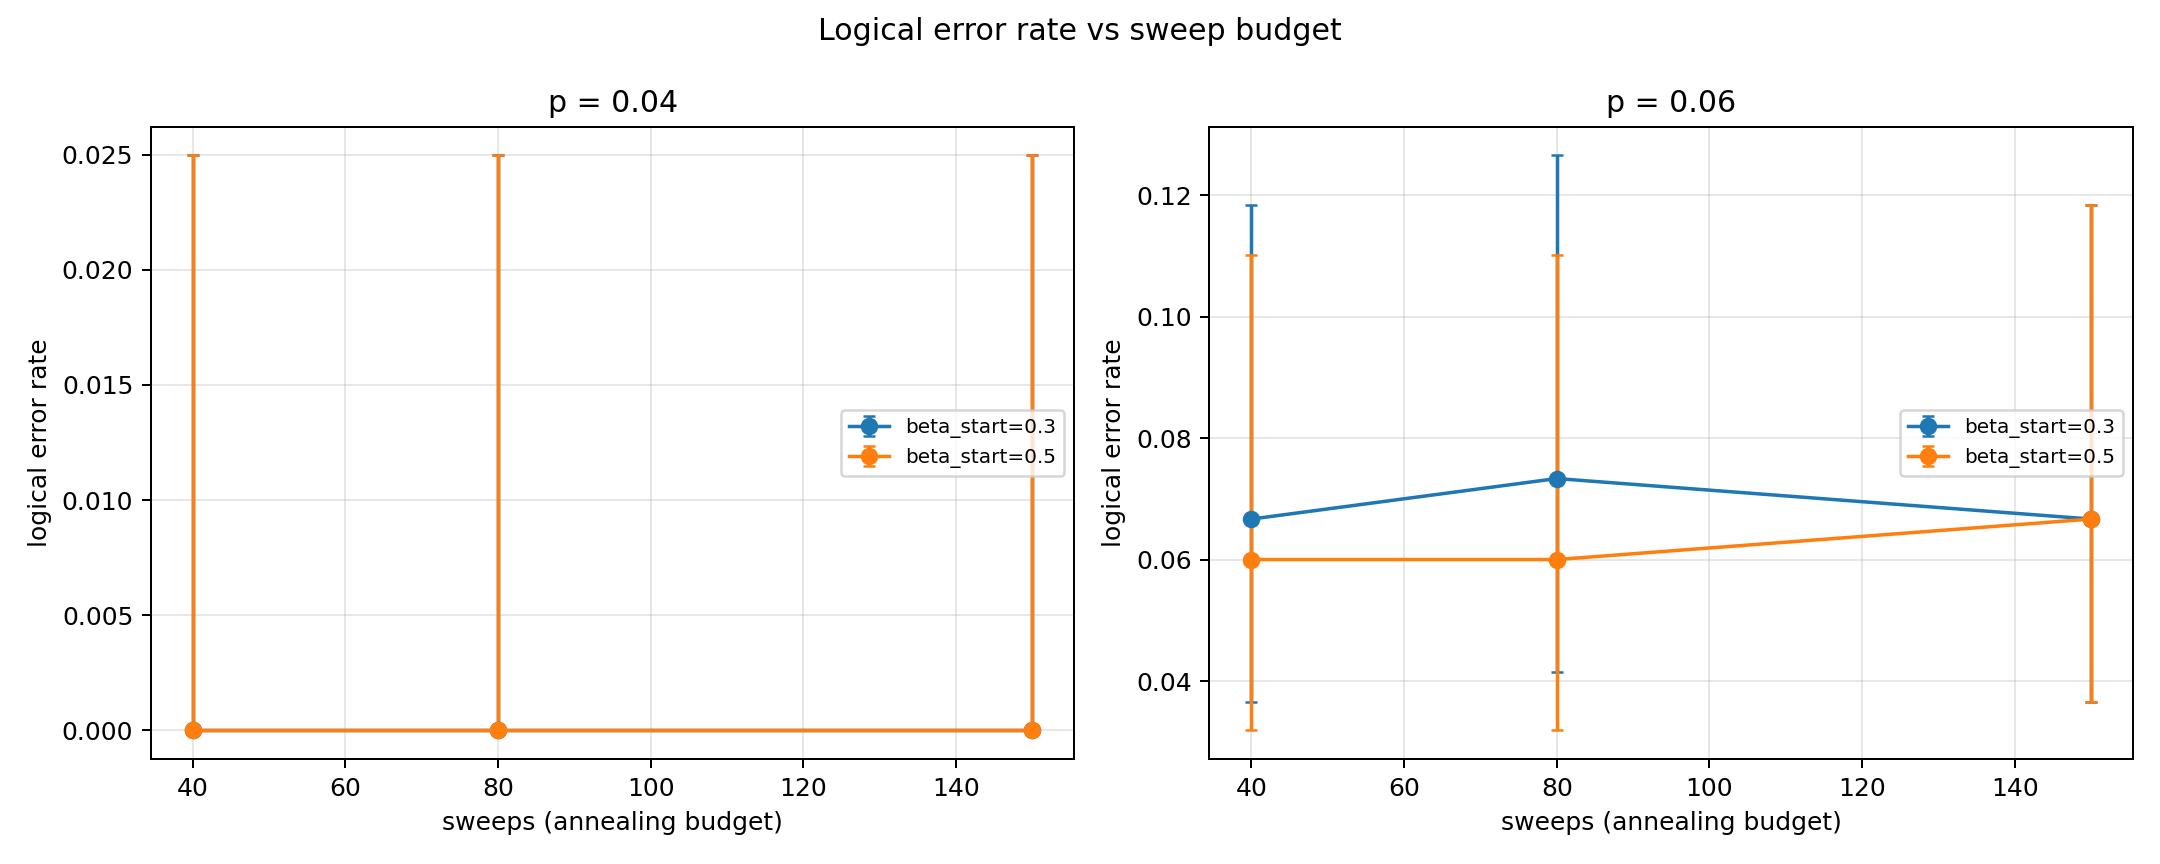 Logical error rate vs sweep budget
p = 0.04
logical error rate
0.025
0.020
0.015
0.010
0.005
0.000
beta_start=0.3
beta_start=0.5
40 60 80 100 120 140
sweeps (annealing budget)
p = 0.06
logical error rate
0.12
0.10
0.08
0.06
0.04
beta_start=0.3
beta_start=0.5
40 60 80 100 120 140
sweeps (annealing budget)